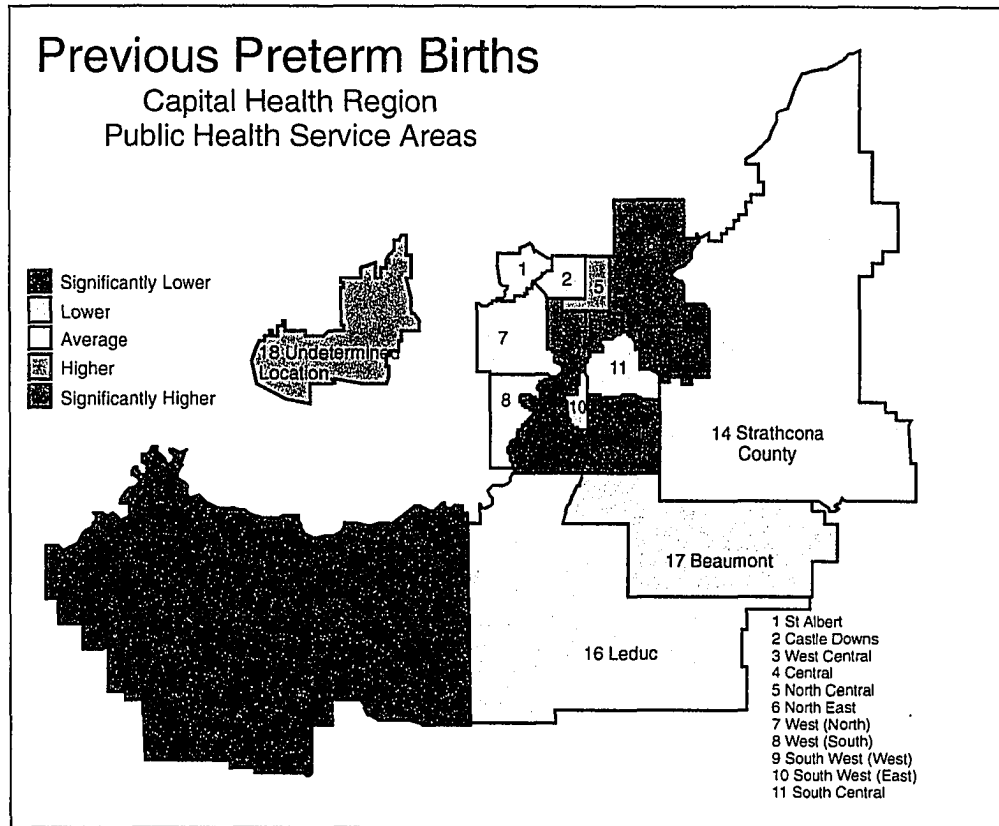 Previous Preterm Births
Capital Health Region
Public Health Service Areas
Significantly Lower
Lower
Average
Higher
Significantly Higher
18 Undetermined
Location
1
2
5
7
11
8
10
14 Strathcona
County
17 Beaumont
16 Leduc
1 St Albert
2 Castle Downs
3 West Central
4 Central
5 North Central
6 North East
7 West (North)
8 West (South)
9 South West (West)
10 South West (East)
11 South Central